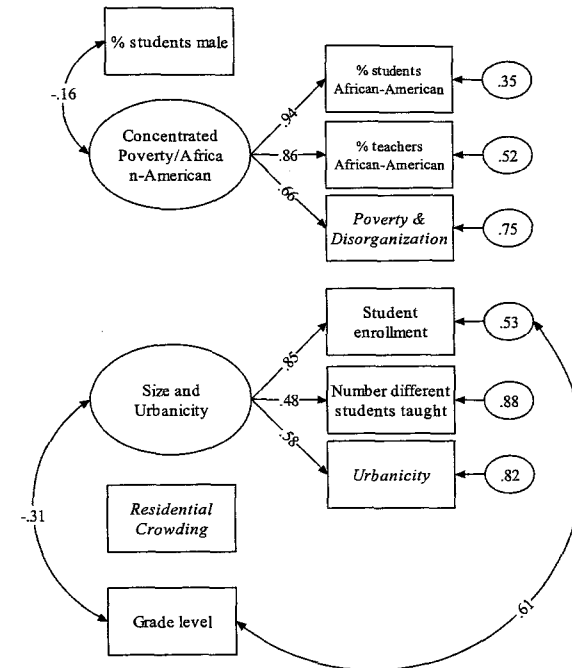 % students male
% students
African-American
.35
-.16
.94
Concentrated
Poverty/Africa
n-American
.86
% teachers
African-American
.52
.66
Poverty &
Disorganization
.75
Student
enrollment
.53
.85
Size and
Urbanicity
.48
Number different
students taught
.88
.58
Urbanicity
.82
Residential
Crowding
-.31
Grade level
.61